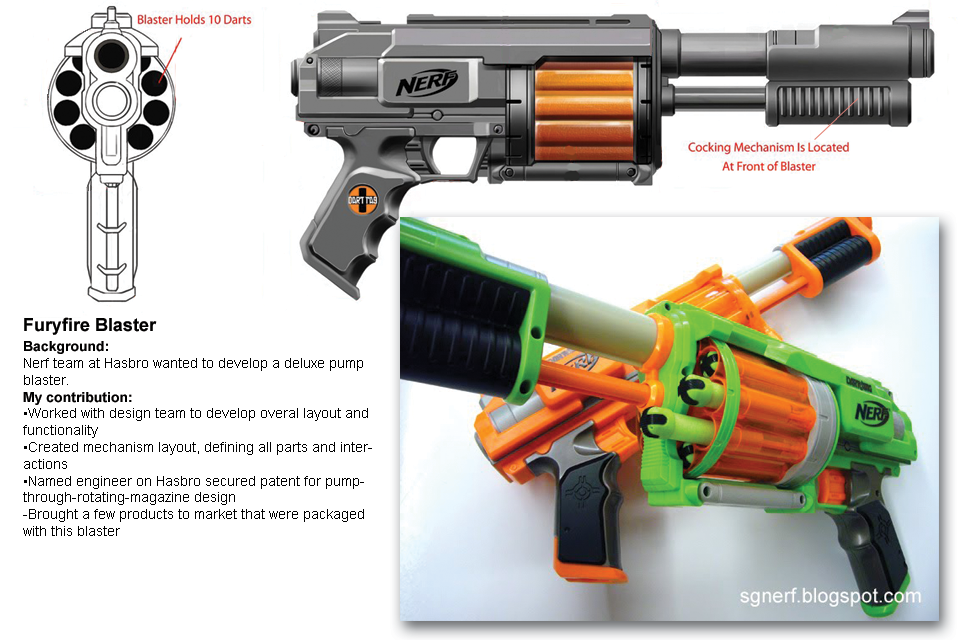 Blaster Holds 10 Darts
NERF
Cocking Mechanism Is Located
At Front of Blaster
DART TAG
Furyfire Blaster
Background:
Nerf team at Hasbro wanted to develop a deluxe pump
blaster.
My contribution:
•Worked with design team to develop overal layout and
functionality
•Created mechanism layout, defining all parts and inter-
actions
•Named engineer on Hasbro secured patent for pump-
through-rotating-magazine design
-Brought a few products to market that were packaged
with this blaster
NERF
sgnerf.blogspot.com